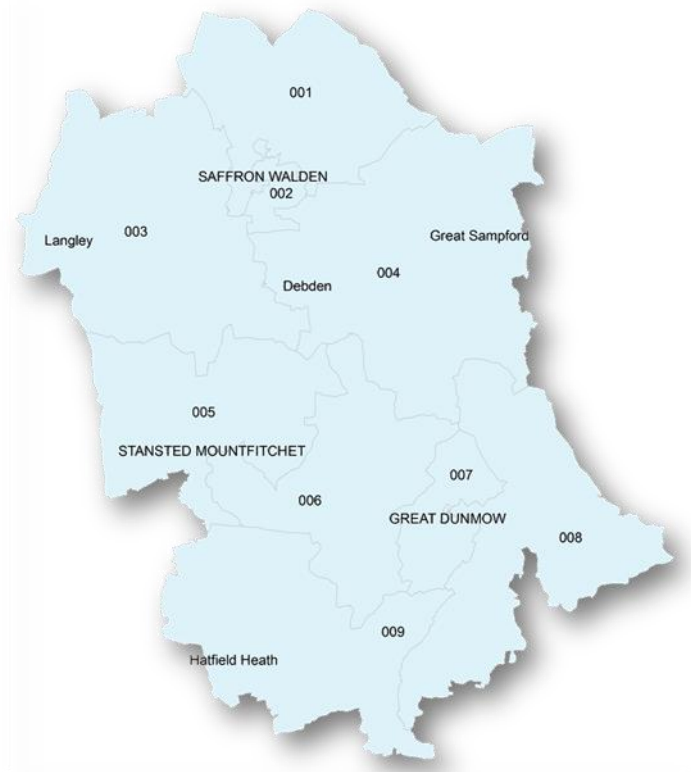 001
SAFFRON WALDEN
002
Langley
003
Great Sampford
004
Debden
005
STANSTED MOUNTFITCHET
007
006
GREAT DUNMOW
008
009
Hatfield Heath